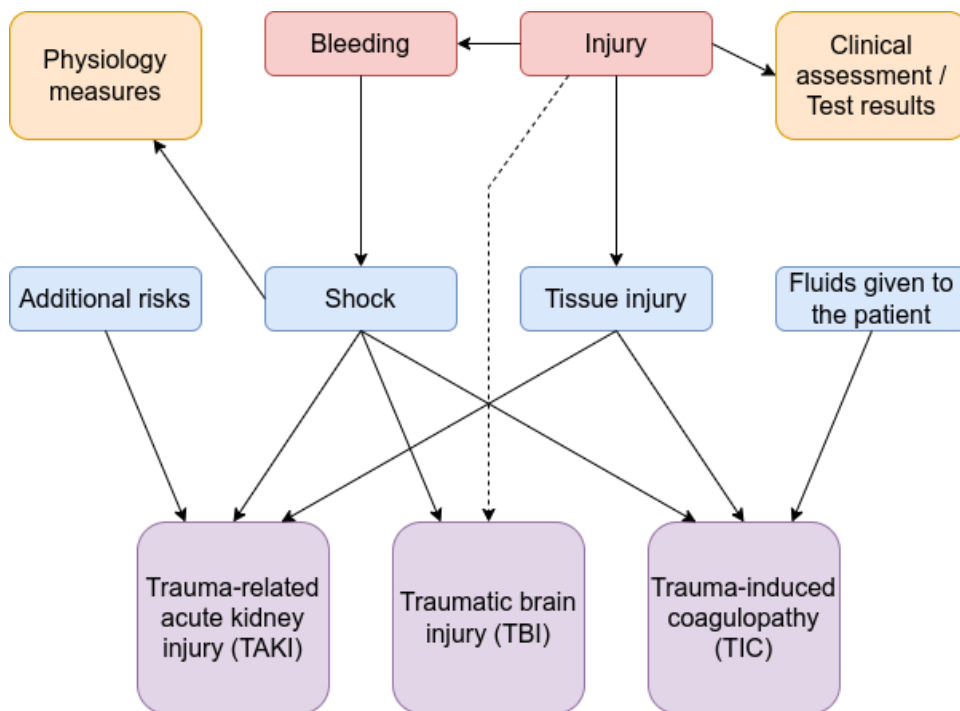 Physiology
measures
Bleeding
Injury
Clinical
assessment /
Test results
Additional risks
Shock
Tissue injury
Fluids given to
the patient
Trauma-related
acute kidney
injury (TAKI)
Traumatic brain
injury (TBI)
Trauma-induced
coagulopathy
(TIC)